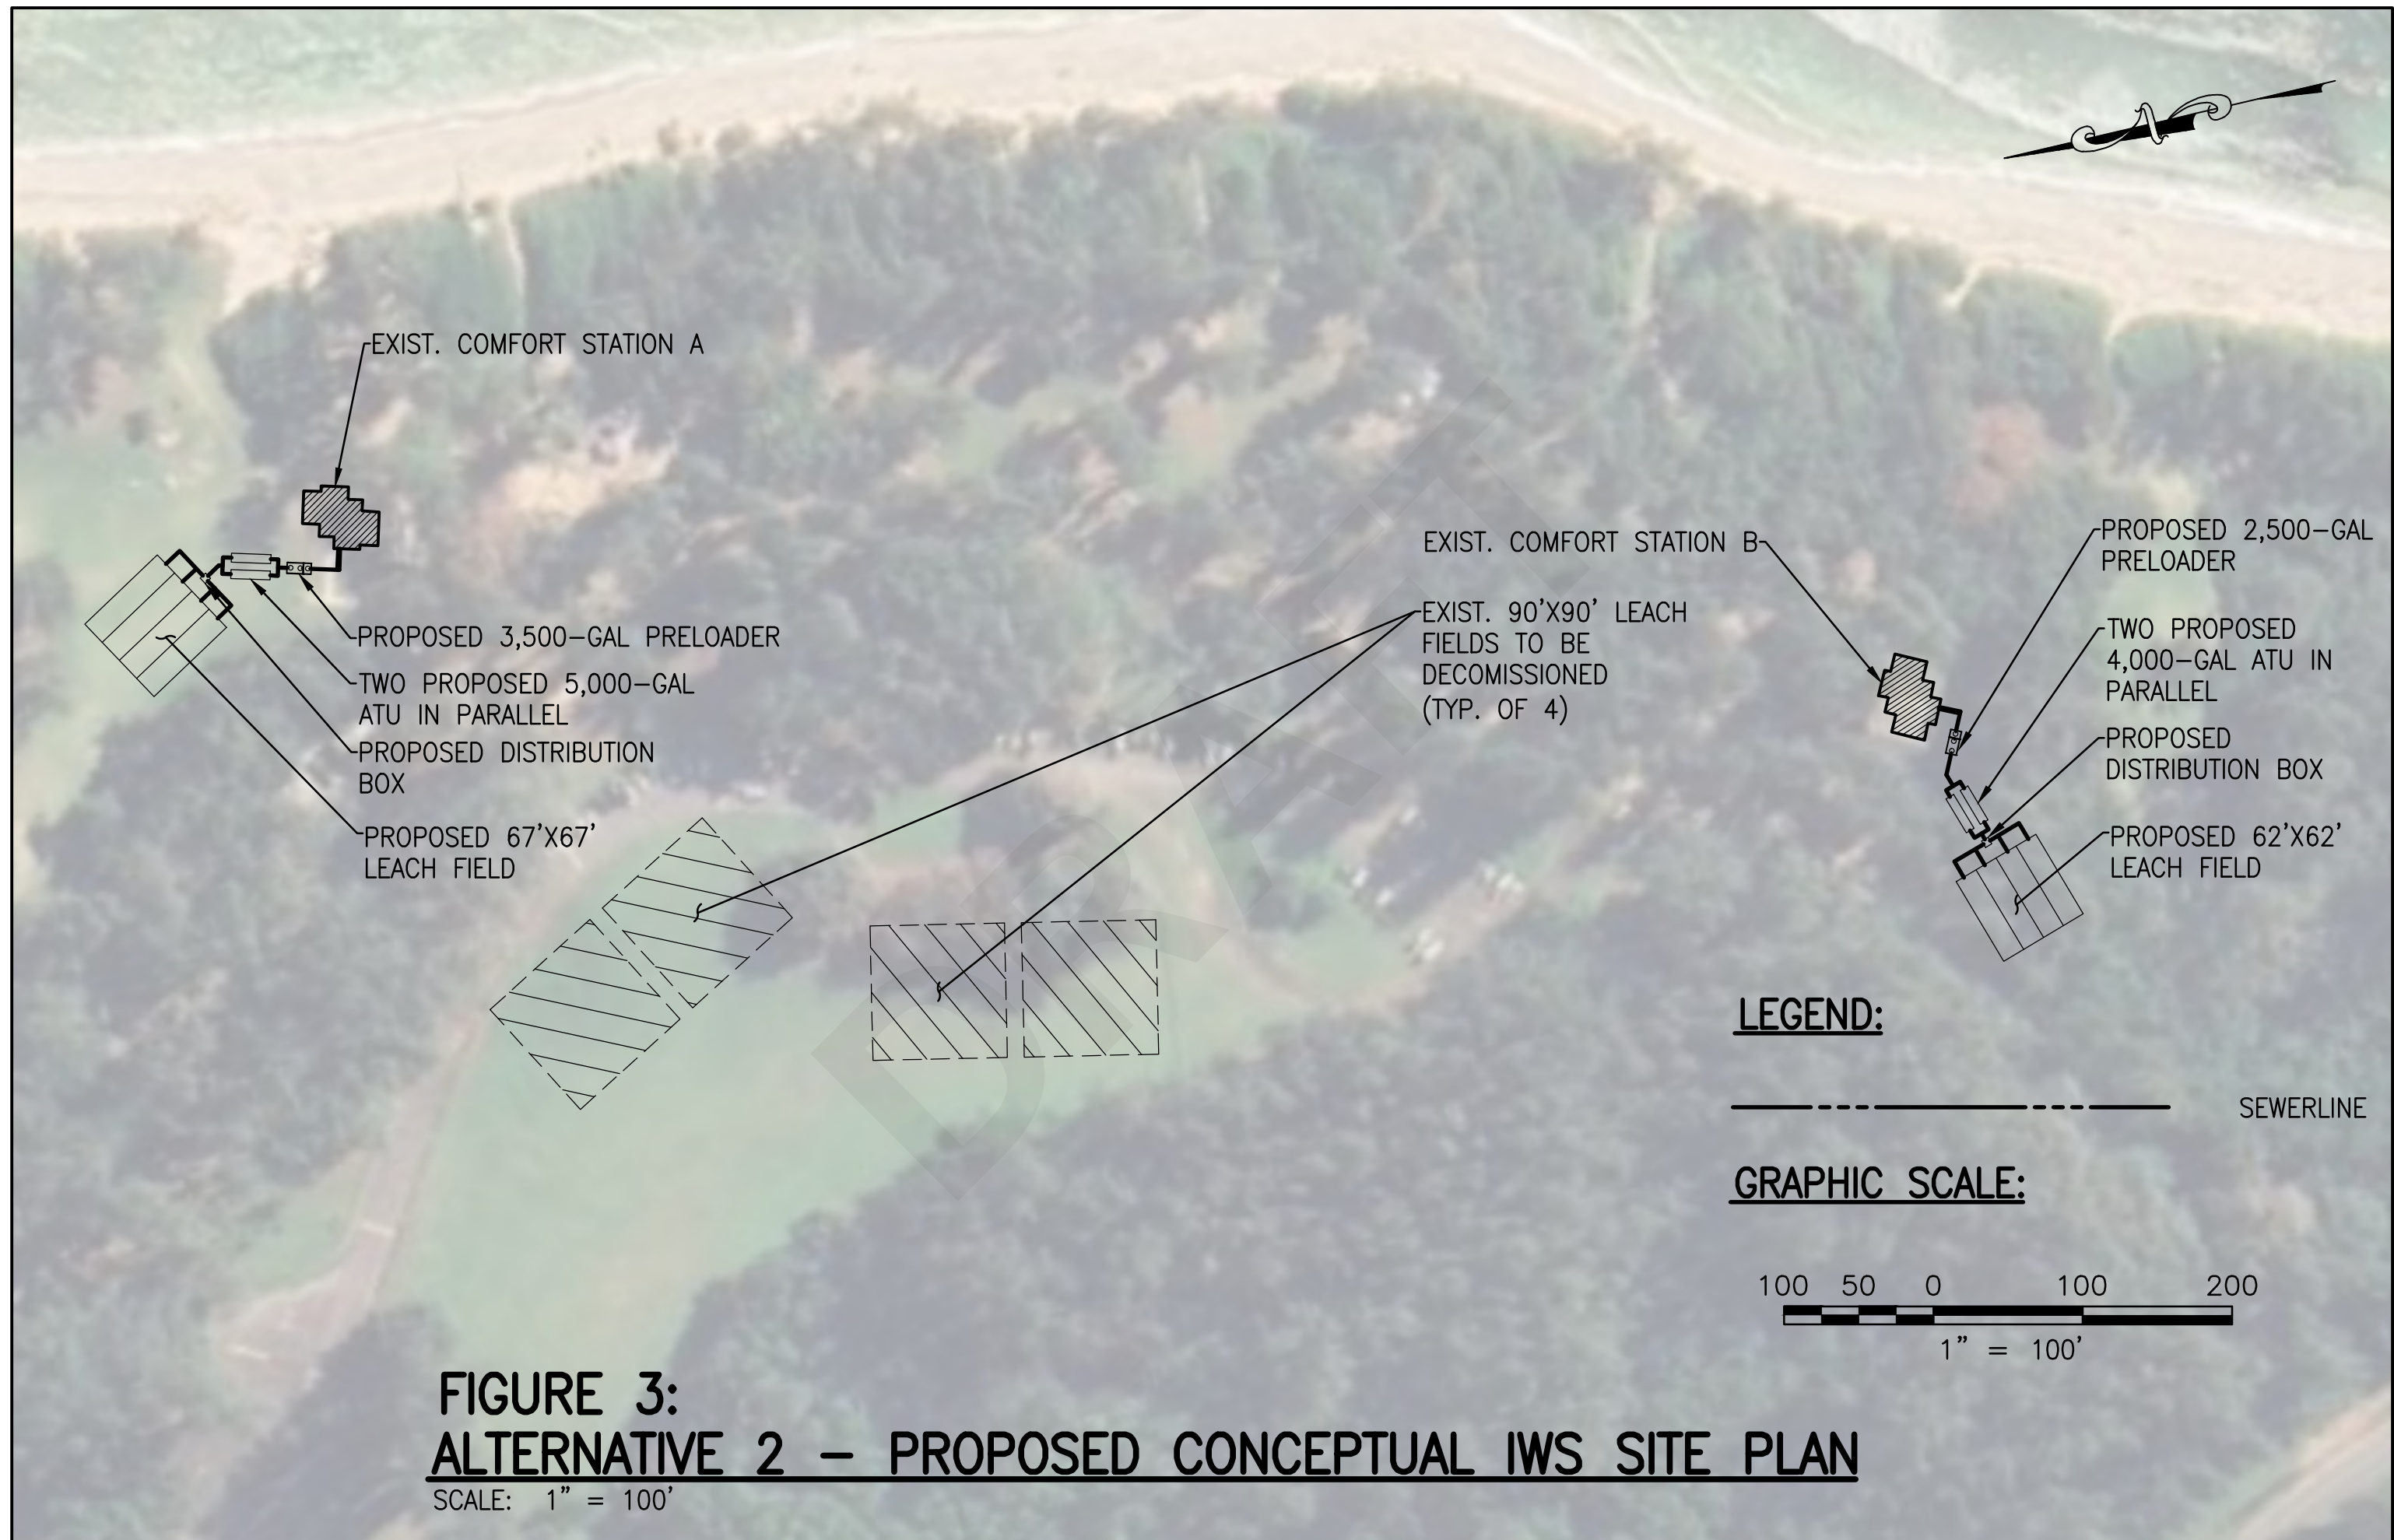 EXIST. COMFORT STATION A
PROPOSED 3,500-GAL PRELOADER
TWO PROPOSED 5,000-GAL
ATU IN PARALLEL
PROPOSED DISTRIBUTION
BOX
PROPOSED 67'X67'
LEACH FIELD
EXIST. COMFORT STATION B
EXIST. 90'X90' LEACH
FIELDS TO BE
DECOMISSIONED
(TYP. OF 4)
PROPOSED 2,500-GAL
PRELOADER
TWO PROPOSED
4,000-GAL ATU IN
PARALLEL
PROPOSED
DISTRIBUTION BOX
PROPOSED 62'X62'
LEACH FIELD
N
DRAFT
LEGEND:
SEWERLINE
GRAPHIC SCALE:
100 50 0 100 200
1" = 100'
FIGURE 3:
ALTERNATIVE 2 - PROPOSED CONCEPTUAL IWS SITE PLAN
SCALE: 1" = 100'